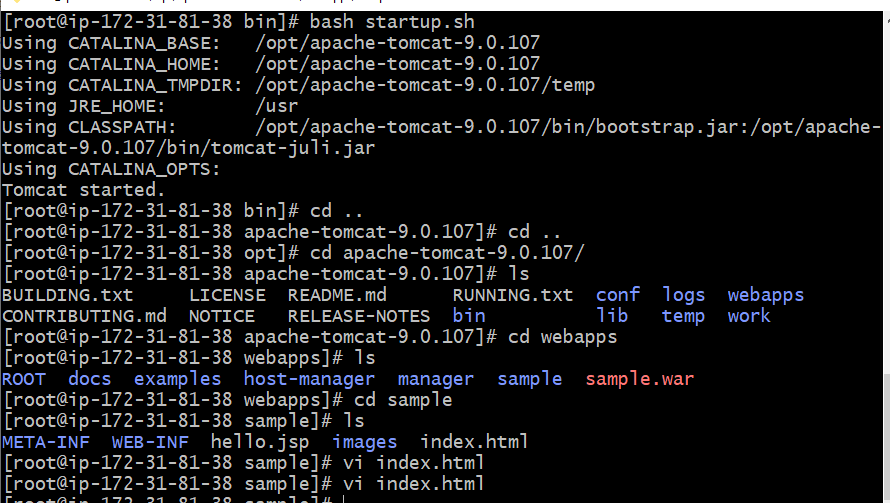 [root@ip-172-31-81-38 bin]# bash startup.sh
Using CATALINA_BASE:   /opt/apache-tomcat-9.0.107
Using CATALINA_HOME:   /opt/apache-tomcat-9.0.107
Using CATALINA_TMPDIR: /opt/apache-tomcat-9.0.107/temp
Using JRE_HOME:        /usr
Using CLASSPATH:       /opt/apache-tomcat-9.0.107/bin/bootstrap.jar:/opt/apache-
tomcat-9.0.107/bin/tomcat-juli.jar
Using CATALINA_OPTS:
Tomcat started.
[root@ip-172-31-81-38 bin]# cd ..
[root@ip-172-31-81-38 apache-tomcat-9.0.107]# cd ..
[root@ip-172-31-81-38 opt]# cd apache-tomcat-9.0.107/
[root@ip-172-31-81-38 apache-tomcat-9.0.107]# ls
BUILDING.txt     LICENSE  README.md      RUNNING.txt  conf  logs  webapps
CONTRIBUTING.md  NOTICE   RELEASE-NOTES  bin          lib   temp  work
[root@ip-172-31-81-38 apache-tomcat-9.0.107]# cd webapps
[root@ip-172-31-81-38 webapps]# ls
ROOT  docs  examples  host-manager  manager  sample  sample.war
[root@ip-172-31-81-38 webapps]# cd sample
[root@ip-172-31-81-38 sample]# ls
META-INF  WEB-INF  hello.jsp  images  index.html
[root@ip-172-31-81-38 sample]# vi index.html
[root@ip-172-31-81-38 sample]# vi index.html
[root@ip-172-31-81-38 sample]#